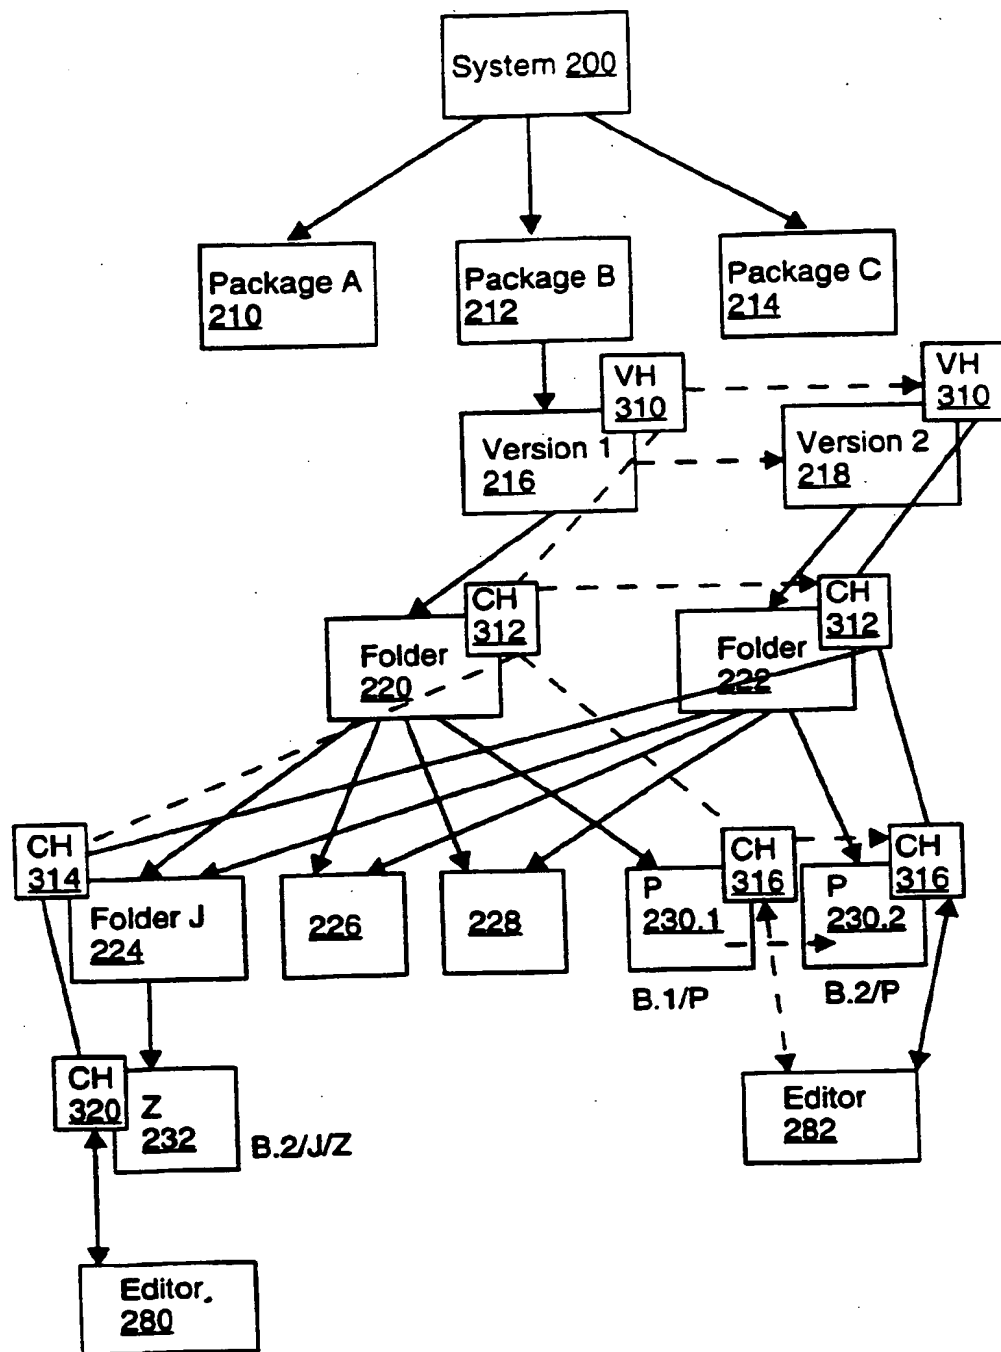 System 200
Package A
210
Package B
212
Package C
214
VH
310
VH
310
Version 1
216
Version 2
218
CH
312
CH
312
Folder
220
Folder
222
CH
314
CH
316
CH
316
Folder J
224
226
228
P
230.1
P
230.2
B.1/P
B.2/P
CH
320
Z
232
B.2/J/Z
Editor
282
Editor
280